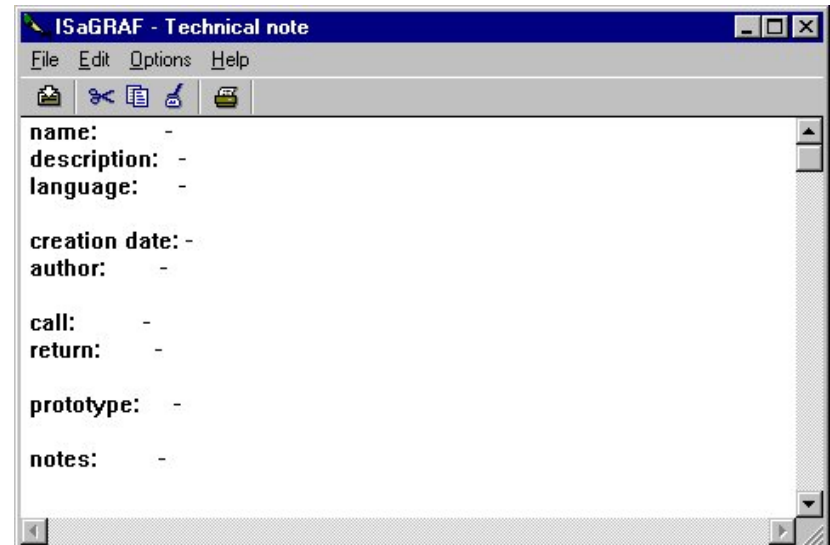 ISaGRAF - Technical note
File Edit Options Help
name: -
description: -
language: -
creation date: -
author: -
call: -
return: -
prototype: -
notes: -